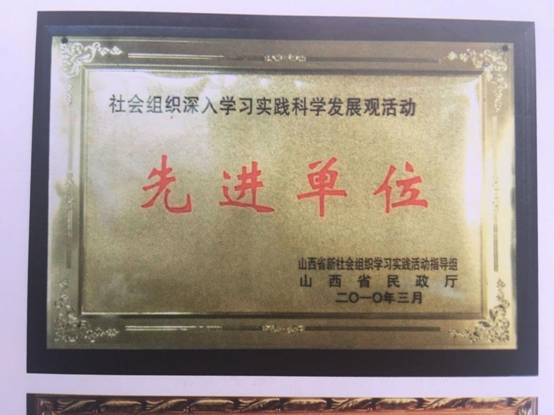 社会组织深入学习实践科学发展观活动
先进单位
山西省新社会组织学习实践活动指导组
山西省民政厅
二〇一〇年三月